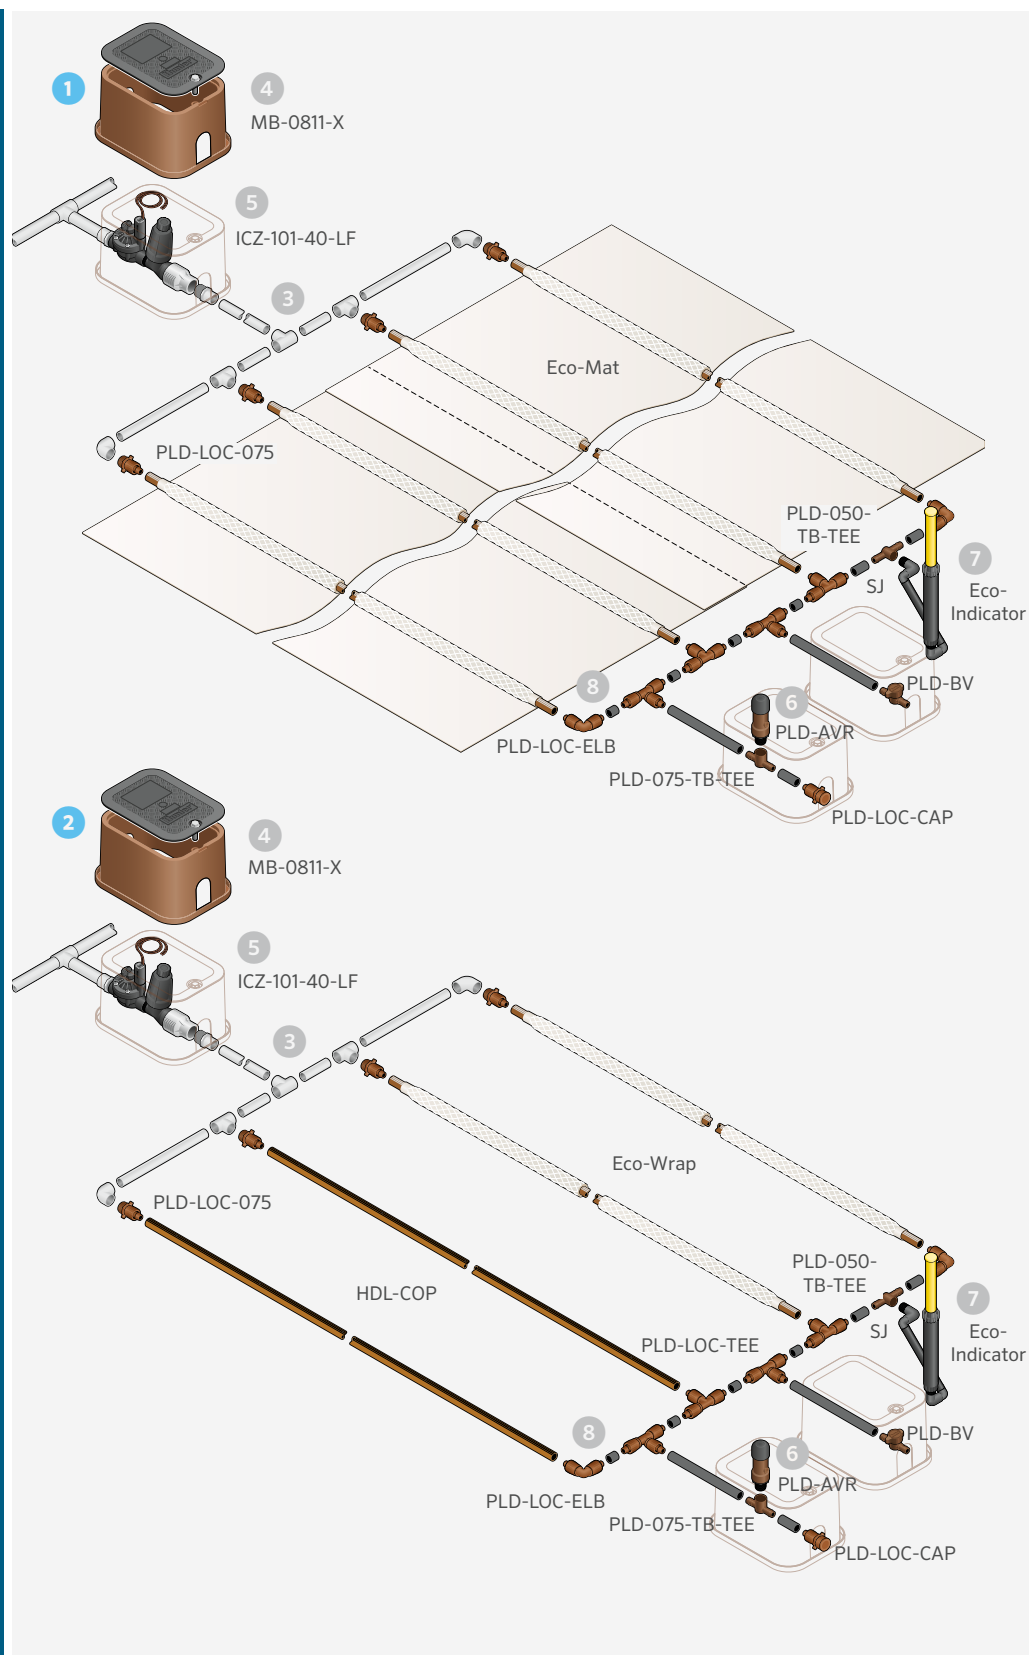 1
4
MB-0811-X
5
ICZ-101-40-LF
3
Eco-Mat
PLD-LOC-075
PLD-050-
TB-TEE
7
SJ
Eco-
Indicator
8
PLD-BV
6
PLD-AVR
PLD-LOC-ELB
PLD-075-TB-TEE
PLD-LOC-CAP
2
4
MB-0811-X
5
ICZ-101-40-LF
3
Eco-Wrap
PLD-LOC-075
PLD-050-
TB-TEE
HDL-COP
7
SJ
Eco-
Indicator
PLD-LOC-TEE
8
PLD-BV
6
PLD-AVR
PLD-LOC-ELB
PLD-075-TB-TEE
PLD-LOC-CAP